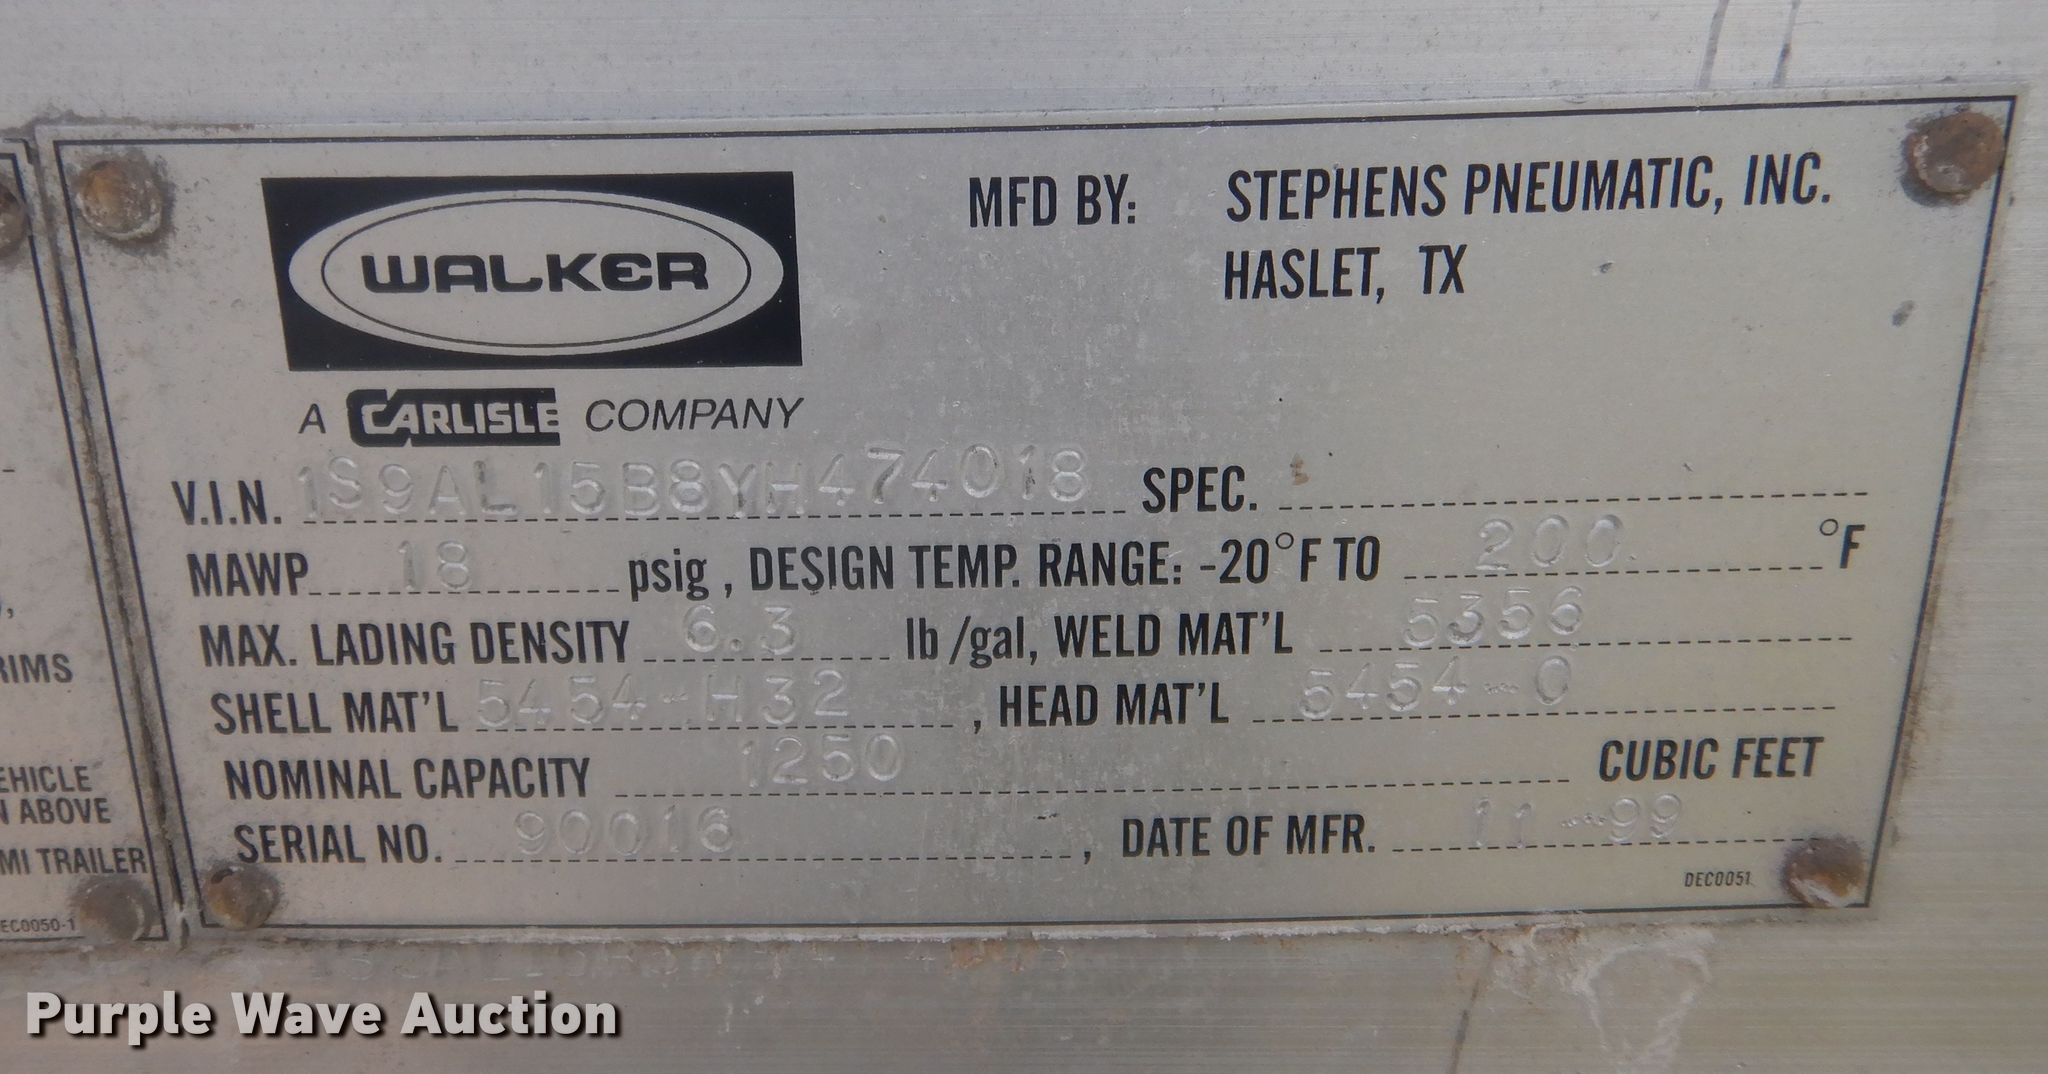 WALKER
A CARLISLE COMPANY
MFD BY: STEPHENS PNEUMATIC, INC.
HASLET, TX
V.I.N. 1S9AL15B8YH474018 SPEC.
MAWP 18 psig, DESIGN TEMP. RANGE: -20°F TO 200 °F
MAX. LADING DENSITY 6.3 lb/gal, WELD MAT'L 5356
SHELL MAT'L 5454-H32, HEAD MAT'L 5454-O
NOMINAL CAPACITY 1250 CUBIC FEET
SERIAL NO. 90016, DATE OF MFR. 11-99
DEC0051
RIMS
EHICLE
N ABOVE
MI TRAILER
EC0050-1
Purple Wave Auction